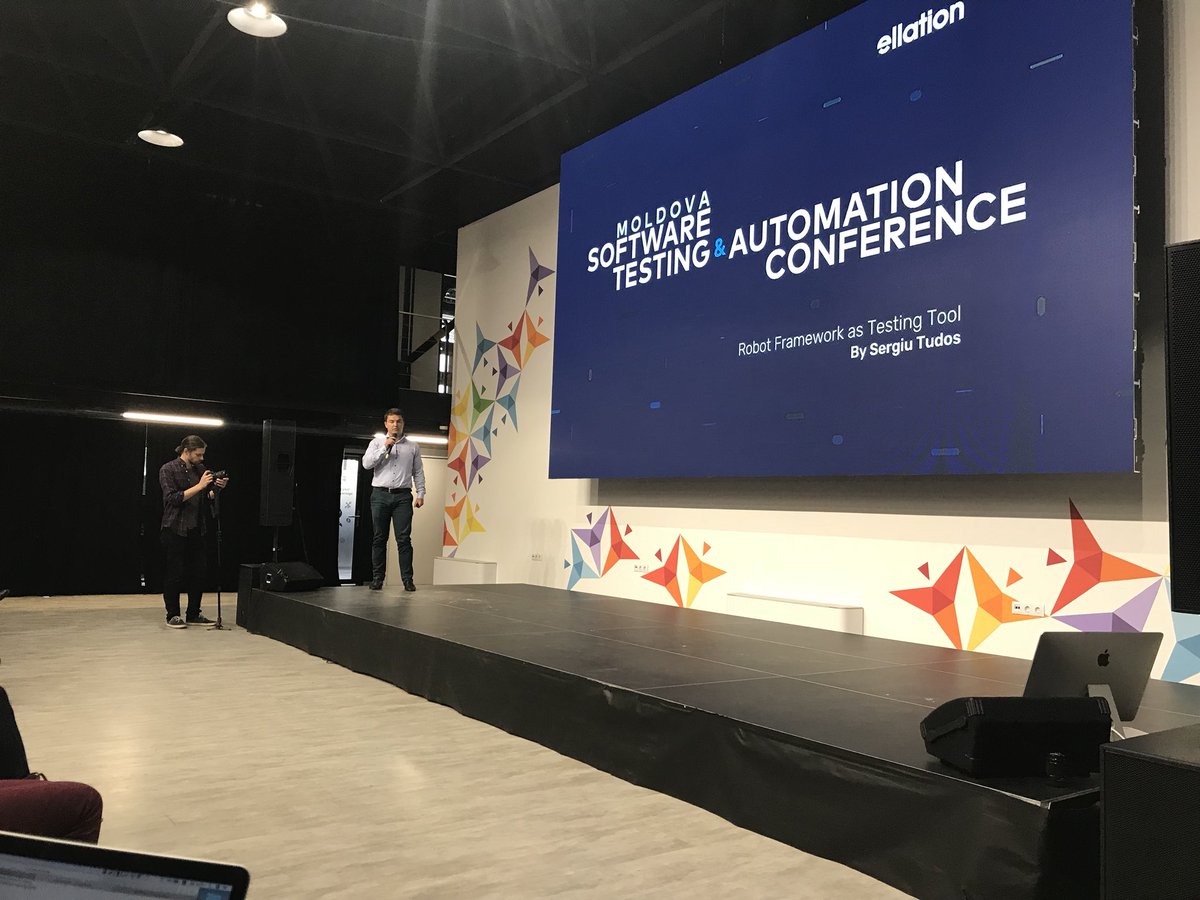 ellation
MOLDOVA
SOFTWARE
TESTING & AUTOMATION
CONFERENCE
Robot Framework as Testing Tool
By Sergiu Tudos